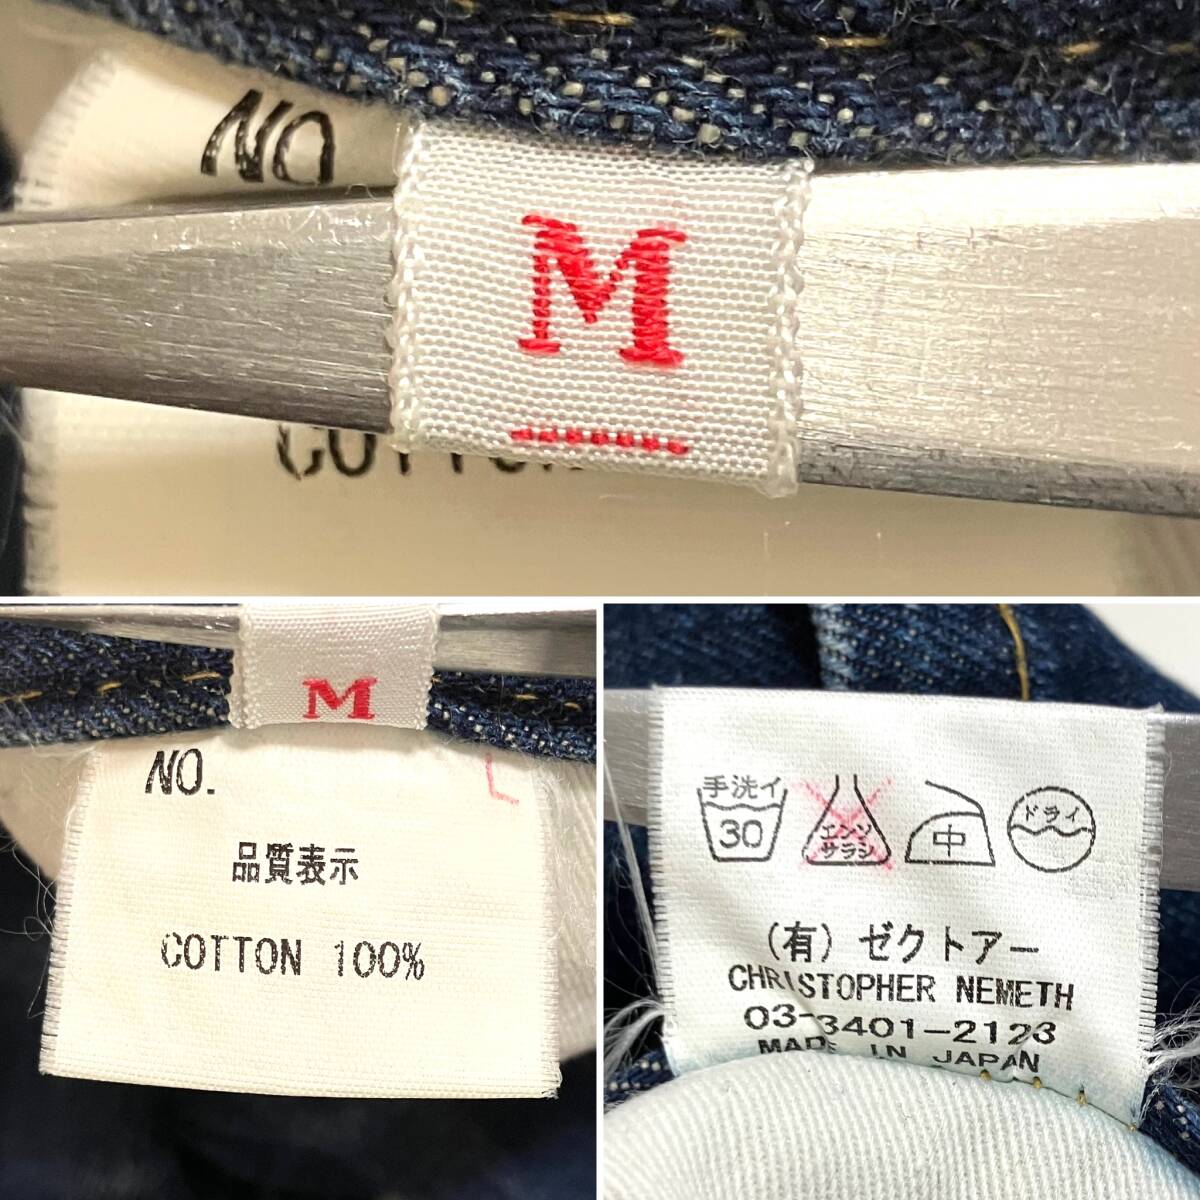 NO
M
COTTON
M
NO. L
品質表示
COTTON 100%
手洗イ
30
エンソ
サラシ
中
ドライ
(有) ゼクトアー
CHRISTOPHER NEMETH
03-3401-2123
MADE IN JAPAN